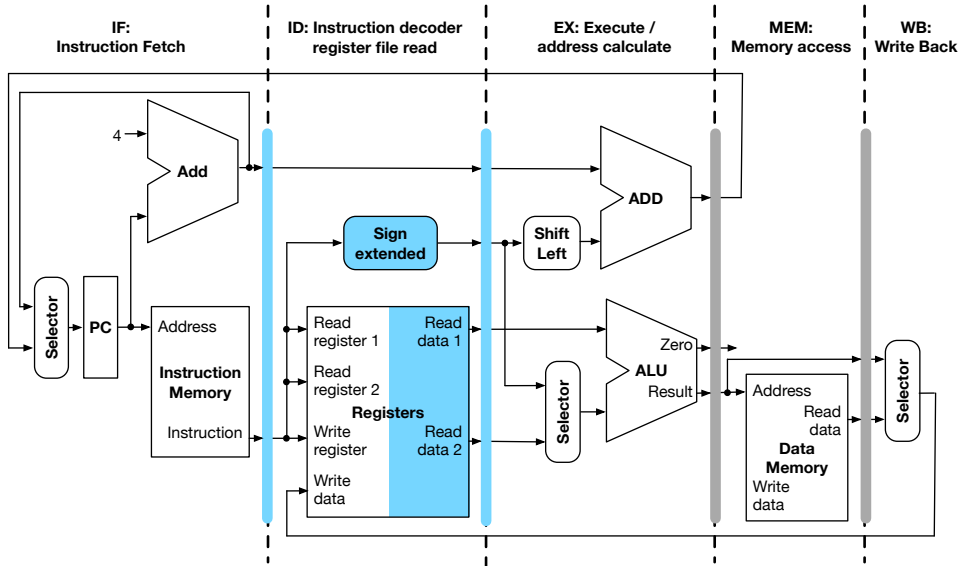 IF:
Instruction Fetch
ID: Instruction decoder
register file read
EX: Execute /
address calculate
MEM:
Memory access
WB:
Write Back
4
Add
ADD
Sign
extended
Shift
Left
Selector
PC
Address
Instruction
Memory
Instruction
Read
register 1
Read
register 2
Registers
Write
register
Write
data
Read
data 1
Read
data 2
Selector
Zero
ALU
Result
Address
Read
data
Data
Memory
Write
data
Selector